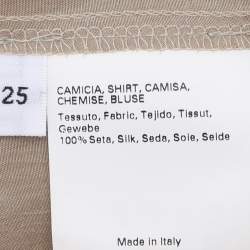 25
CAMICIA, SHIRT, CAMISA,
CHEMISE, BLUSE
Tessuto, Fabric, Tejido, Tissut,
Gewebe
100% Seta, Silk, Seda, Soie, Seide
Made in Italy